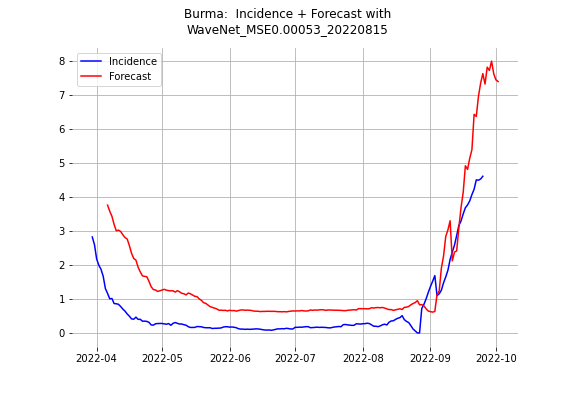 Burma:  Incidence + Forecast with
WaveNet_MSE0.00053_20220815
Incidence
Forecast
8
7
6
5
4
3
2
1
0
2022-04 2022-05 2022-06 2022-07 2022-08 2022-09 2022-10